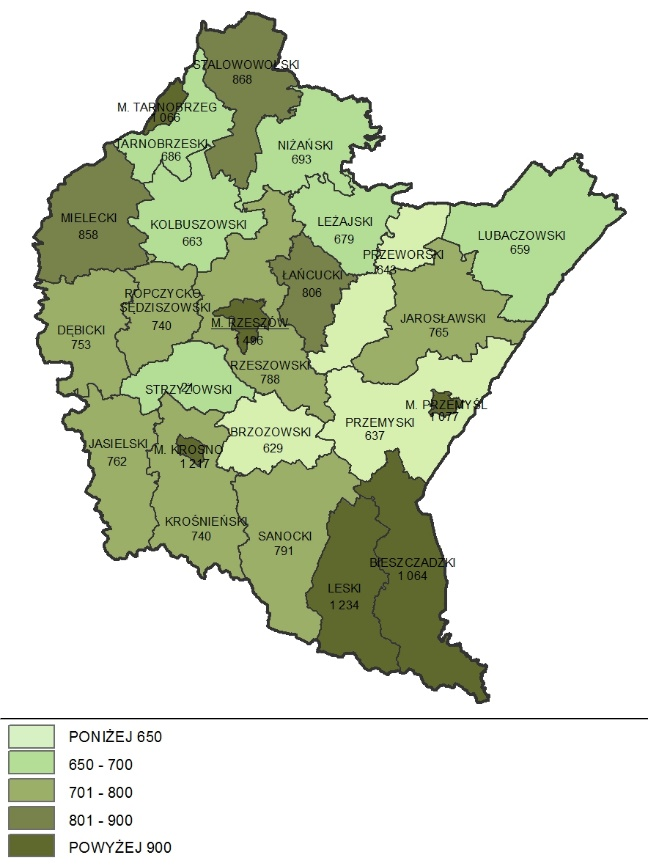 STALOWOWOLSKI
868
M. TARNOBRZEG
1 066
TARNOBRZESKI
686
NIŻAŃSKI
693
MIELECKI
858
KOLBUSZOWSKI
663
LEŻAJSKI
679
LUBACZOWSKI
659
PRZEWORSKI
643
ŁAŃCUCKI
806
ROPCZYCKO
SĘDZISZOWSKI
740
DĘBICKI
753
M. RZESZÓW
1 496
JAROSŁAWSKI
765
RZESZOWSKI
788
STRZYŻOWSKI
M. PRZEMYŚL
1 077
PRZEMYSKI
637
BRZOZOWSKI
629
JASIELSKI
762
M. KROSNO
1 217
KROŚNIEŃSKI
740
SANOCKI
791
BIESZCZADZKI
1 064
LESKI
1 234
PONIŻEJ 650
650 - 700
701 - 800
801 - 900
POWYŻEJ 900